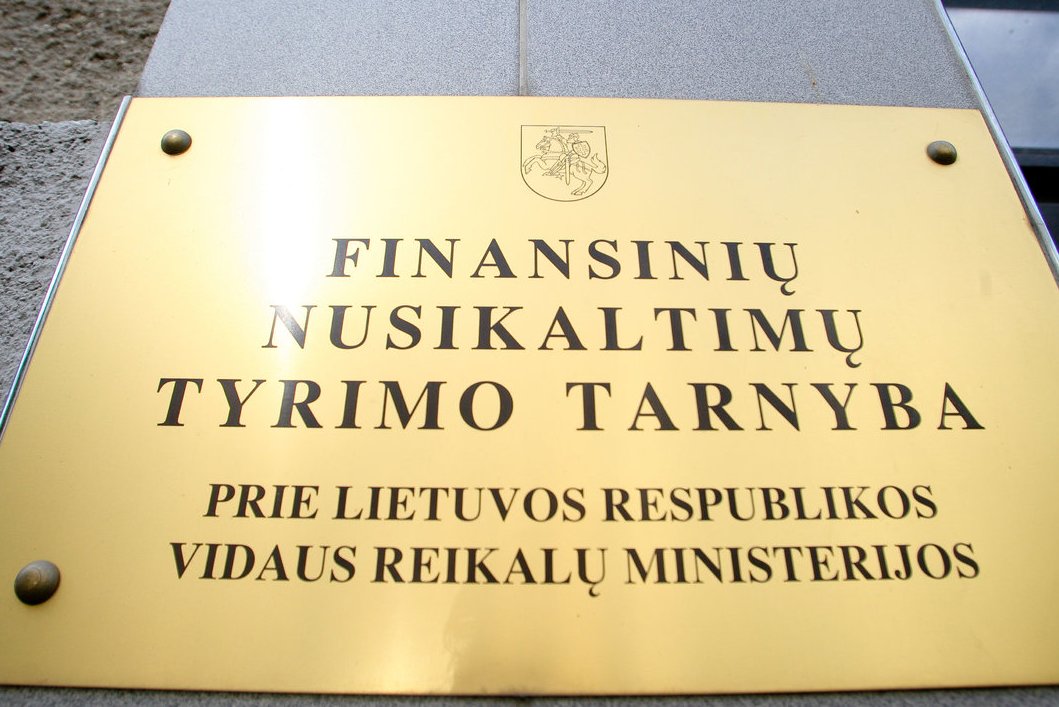 FINANSINIŲ
NUSIKALTIMŲ
TYRIMO TARNYBA
PRIE LIETUVOS RESPUBLIKOS
VIDAUS REIKALŲ MINISTERIJOS